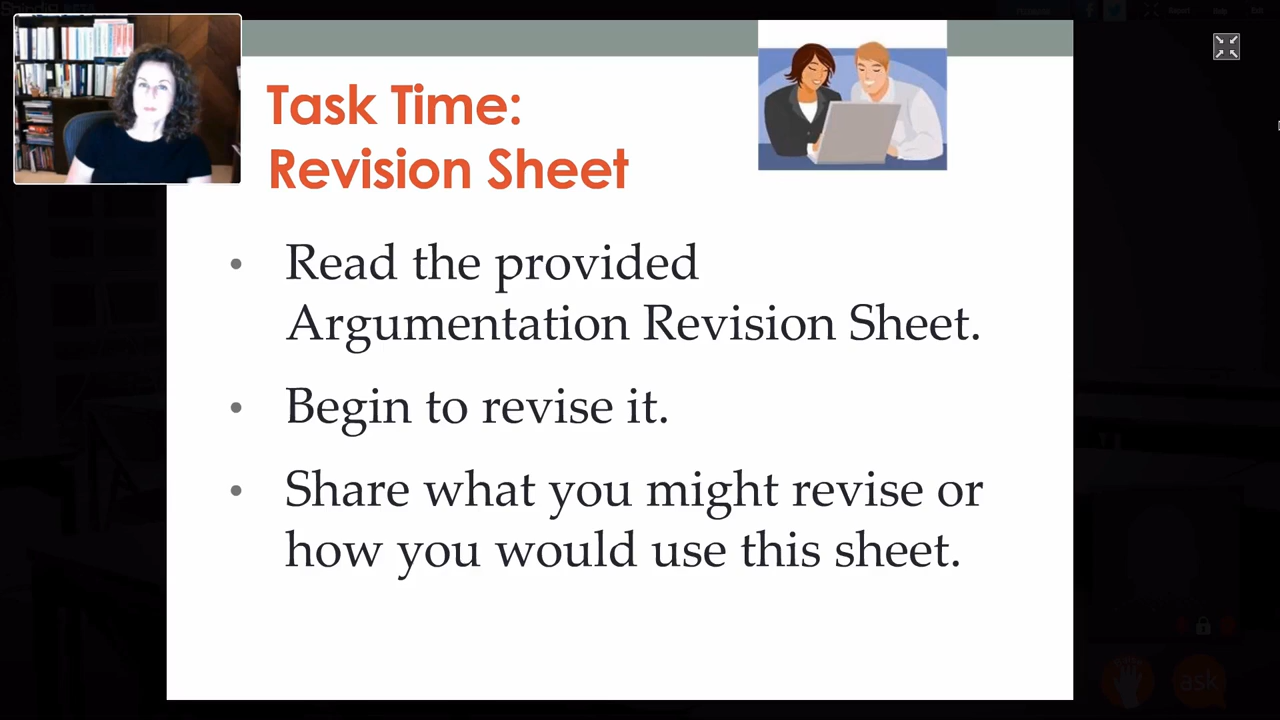 Task Time:
Revision Sheet
• Read the provided
Argumentation Revision Sheet.
• Begin to revise it.
• Share what you might revise or
how you would use this sheet.
ask